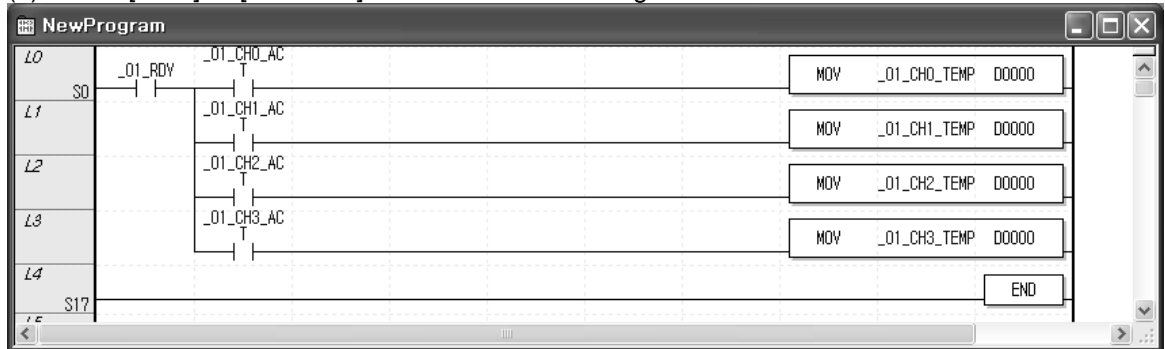 NewProgram
L0
S0
_01_RDY
_01_CH0_AC
T
MOV _01_CH0_TEMP D0000
L1
_01_CH1_AC
T
MOV _01_CH1_TEMP D0000
L2
_01_CH2_AC
T
MOV _01_CH2_TEMP D0000
L3
_01_CH3_AC
T
MOV _01_CH3_TEMP D0000
L4
S17
END